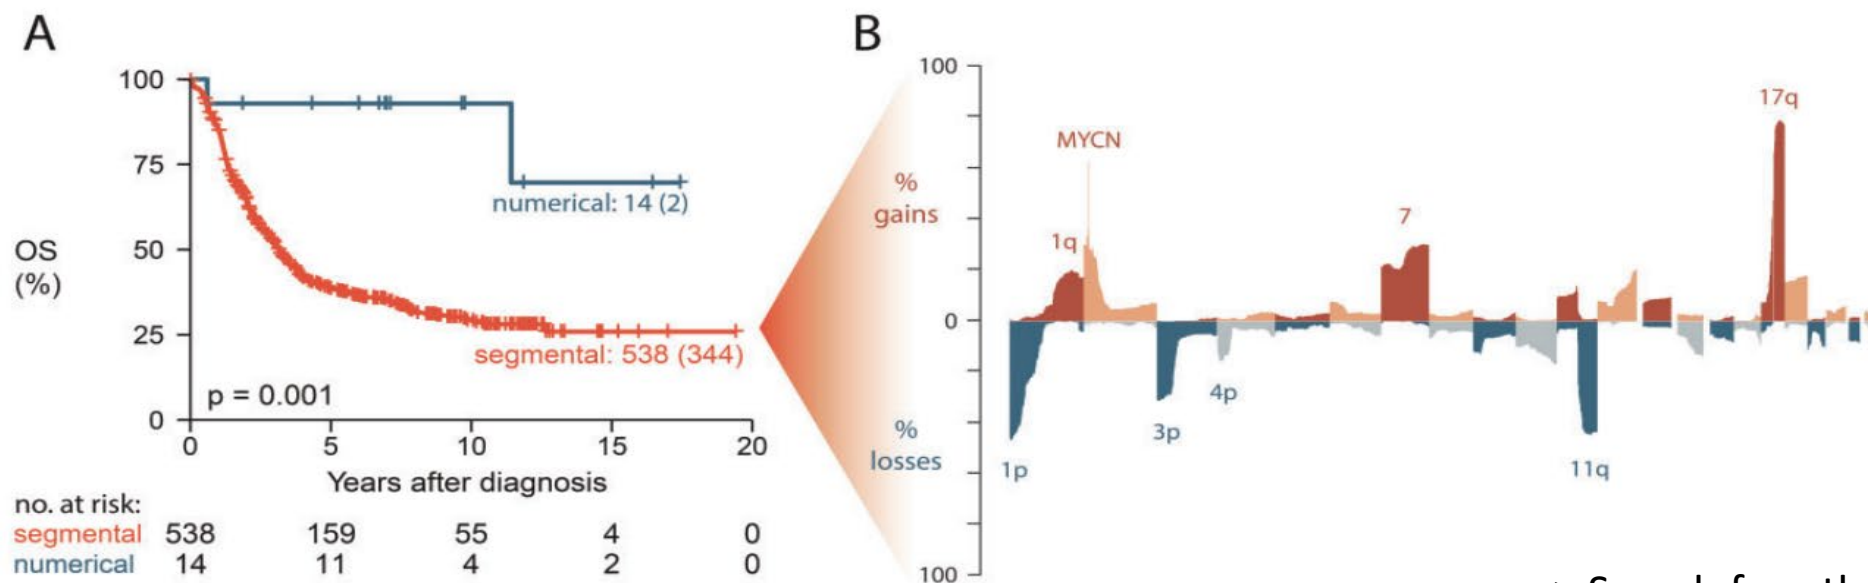 A
100
75
50
25
0
OS
(%)
numerical: 14 (2)
segmental: 538 (344)
p = 0.001
0 5 10 15 20
Years after diagnosis
no. at risk:
segmental 538 159 55 4 0
numerical 14 11 4 2 0
B
100
0
100
%
gains
%
losses
1p
1q
MYCN
3p
4p
7
11q
17q